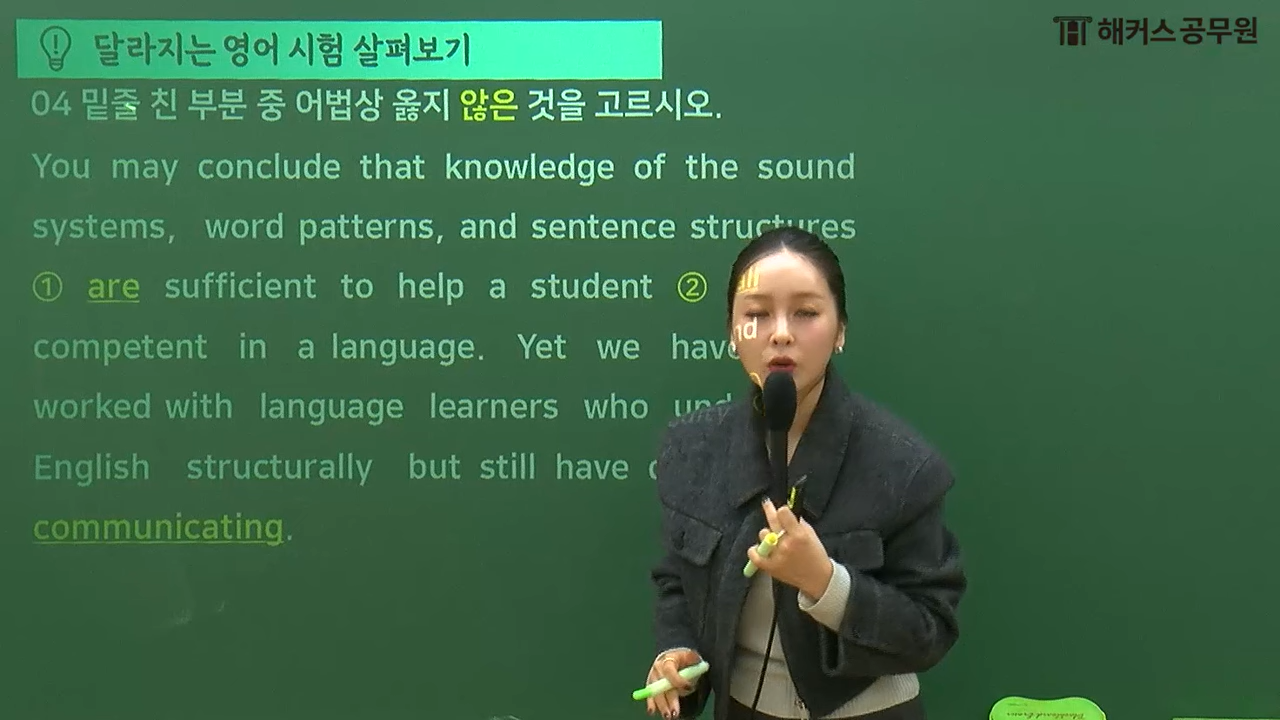 해커스공무원
달라지는 영어 시험 살펴보기
04 밑줄 친 부분 중 어법상 옳지 않은 것을 고르시오.
You may conclude that knowledge of the sound
systems, word patterns, and sentence structures
① are sufficient to help a student ②
competent in a language. Yet we have
worked with language learners who
English structurally but still have
communicating.